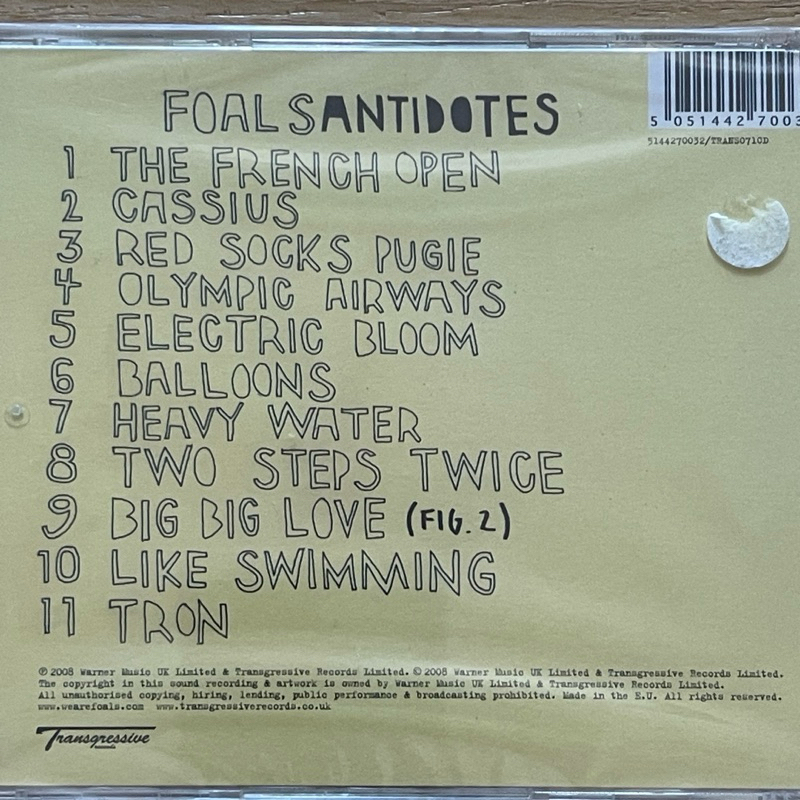 FOALS ANTIDOTES
5 051442 7003
5144270032/TRANS071CD
1 THE FRENCH OPEN
2 CASSIUS
3 RED SOCKS PUGIE
4 OLYMPIC AIRWAYS
5 ELECTRIC BLOOM
6 BALLOONS
7 HEAVY WATER
8 TWO STEPS TWICE
9 BIG BIG LOVE (FIG. 2)
10 LIKE SWIMMING
11 TRON
℗ 2008 Warner Music UK Limited & Transgressive Records Limited. © 2008 Warner Music UK Limited & Transgressive Records Limited.
The copyright in this sound recording & artwork is owned by Warner Music UK Limited & Transgressive Records Limited.
All unauthorised copying, hiring, lending, public performance & broadcasting prohibited. Made in the E.U. All rights reserved.
www.wearefoals.com www.transgressiverecords.co.uk
Transgressive